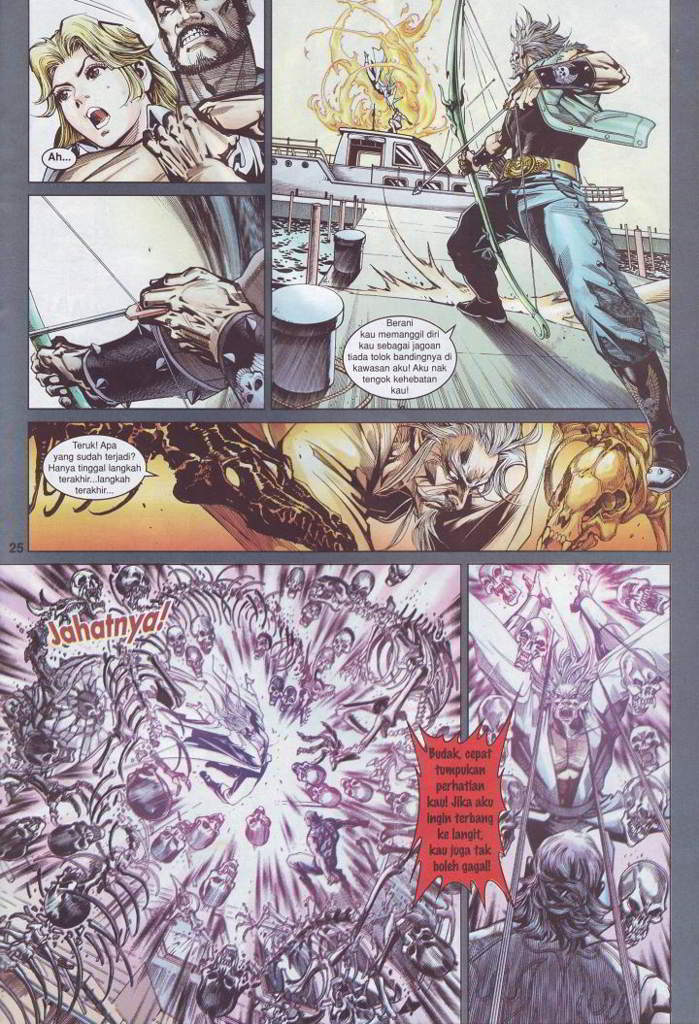 Ah...
Berani
kau memanggil diri
kau sebagai jagoan
tiada tolok bandingnya di
kawasan aku! Aku nak
tengok kehebatan
kau!
Teruk! Apa
yang sudah terjadi?
Hanya tinggal langkah
terakhir...langkah
terakhir...
25
Jahatnya!
Budak, cepat
tumpukan
perhatian
kau! Jika aku
ingin terbang
ke langit,
kau juga tak
boleh gagal!